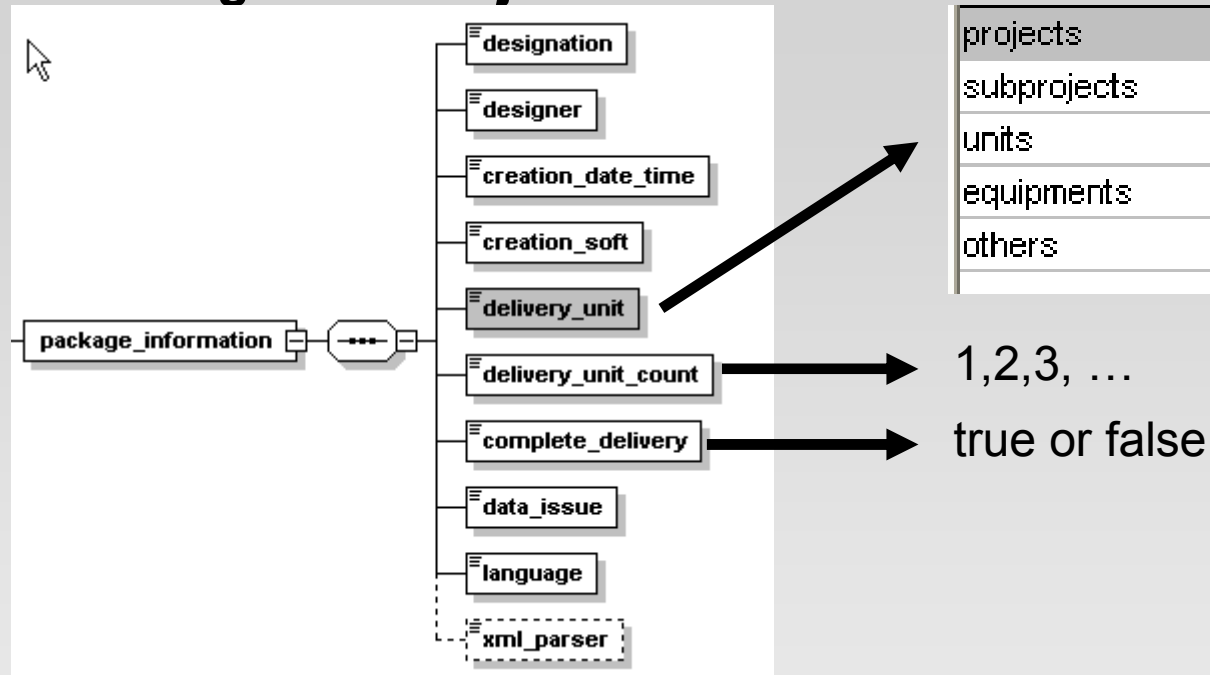 designation
designer
creation_date_time
creation_soft
delivery_unit
package_information
delivery_unit_count
complete_delivery
data_issue
language
xml_parser
projects
subprojects
units
equipments
others
1,2,3, …
true or false